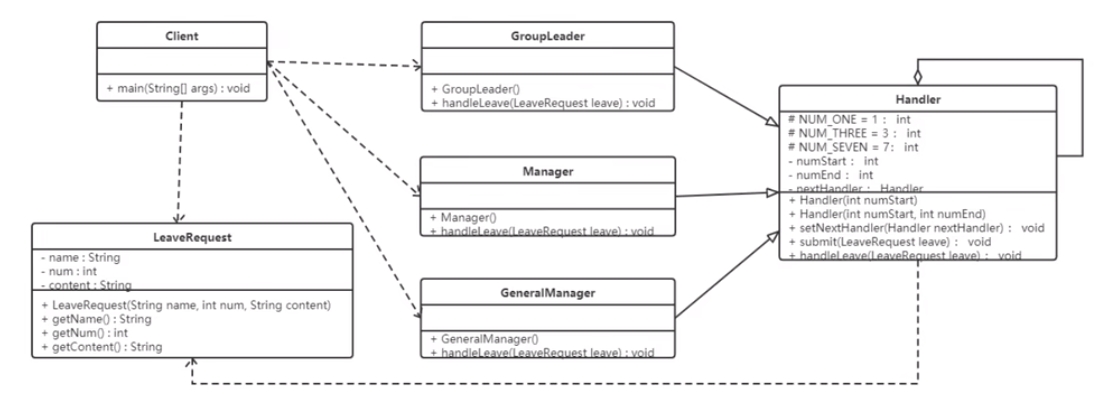 Client
+ main(String[] args) : void
GroupLeader
+ GroupLeader()
+ handleLeave(LeaveRequest leave) : void
Manager
+ Manager()
+ handleLeave(LeaveRequest leave) : void
GeneralManager
+ GeneralManager()
+ handleLeave(LeaveRequest leave) : void
Handler
# NUM_ONE = 1 : int
# NUM_THREE = 3 : int
# NUM_SEVEN = 7: int
- numStart : int
- numEnd : int
- nextHandler : Handler
+ Handler(int numStart)
+ Handler(int numStart, int numEnd)
+ setNextHandler(Handler nextHandler) : void
+ submit(LeaveRequest leave) : void
+ handleLeave(LeaveRequest leave) : void
LeaveRequest
- name : String
- num : int
- content : String
+ LeaveRequest(String name, int num, String content)
+ getName() : String
+ getNum() : int
+ getContent() : String